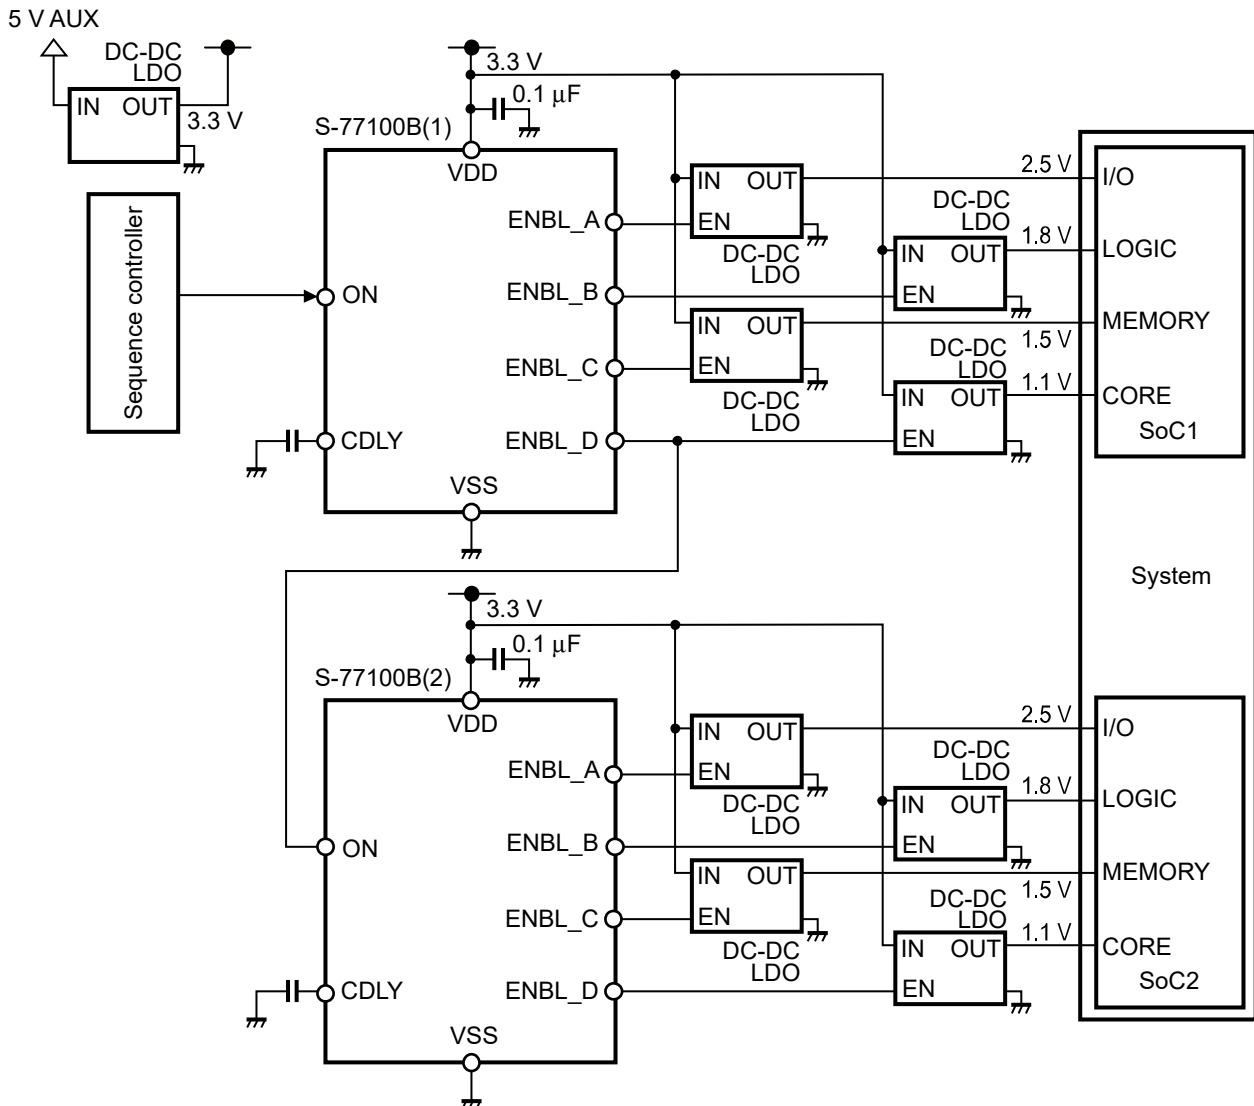 5 V AUX
DC-DC
LDO
IN OUT
3.3 V
Sequence controller
3.3 V
0.1 μF
S-77100B(1)
VDD
ENBL_A
ON
ENBL_B
ENBL_C
CDLY
ENBL_D
VSS
IN OUT
EN
DC-DC
LDO
DC-DC
LDO
IN OUT
EN
IN OUT
EN
DC-DC
LDO
DC-DC
LDO
IN OUT
EN
2.5 V
1.8 V
1.5 V
1.1 V
I/O
LOGIC
MEMORY
CORE
SoC1
System
3.3 V
0.1 μF
S-77100B(2)
VDD
ENBL_A
ON
ENBL_B
ENBL_C
CDLY
ENBL_D
VSS
IN OUT
EN
DC-DC
LDO
DC-DC
LDO
IN OUT
EN
IN OUT
EN
DC-DC
LDO
DC-DC
LDO
IN OUT
EN
2.5 V
1.8 V
1.5 V
1.1 V
I/O
LOGIC
MEMORY
CORE
SoC2